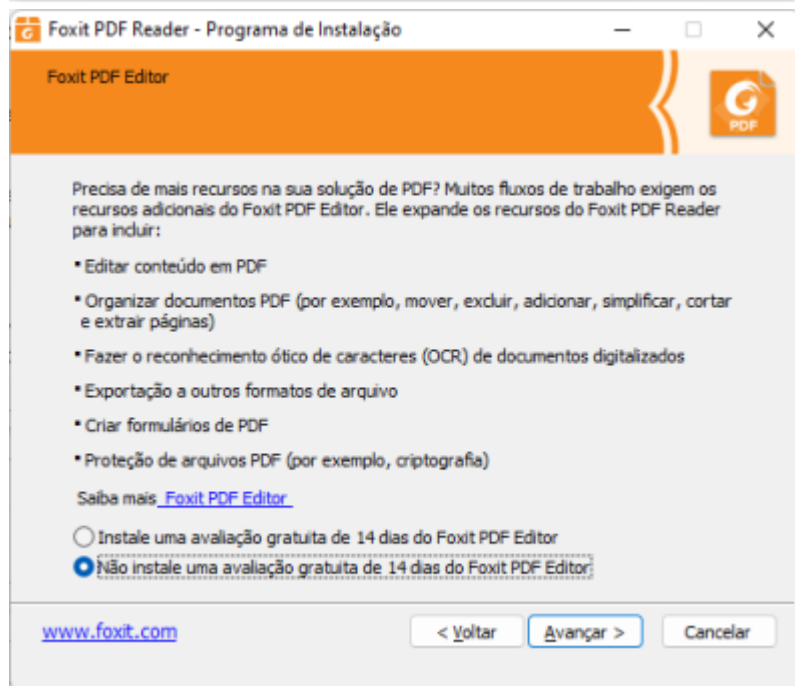 Foxit PDF Reader - Programa de Instalação
Foxit PDF Editor
PDF
Precisa de mais recursos na sua solução de PDF? Muitos fluxos de trabalho exigem os
recursos adicionais do Foxit PDF Editor. Ele expande os recursos do Foxit PDF Reader
para incluir:
▪ Editar conteúdo em PDF
▪ Organizar documentos PDF (por exemplo, mover, excluir, adicionar, simplificar, cortar
e extrair páginas)
▪ Fazer o reconhecimento ótico de caracteres (OCR) de documentos digitalizados
▪ Exportação a outros formatos de arquivo
▪ Criar formulários de PDF
▪ Proteção de arquivos PDF (por exemplo, criptografia)
Saiba mais Foxit PDF Editor
Instale uma avaliação gratuita de 14 dias do Foxit PDF Editor
Não instale uma avaliação gratuita de 14 dias do Foxit PDF Editor
www.foxit.com < Voltar Avançar > Cancelar